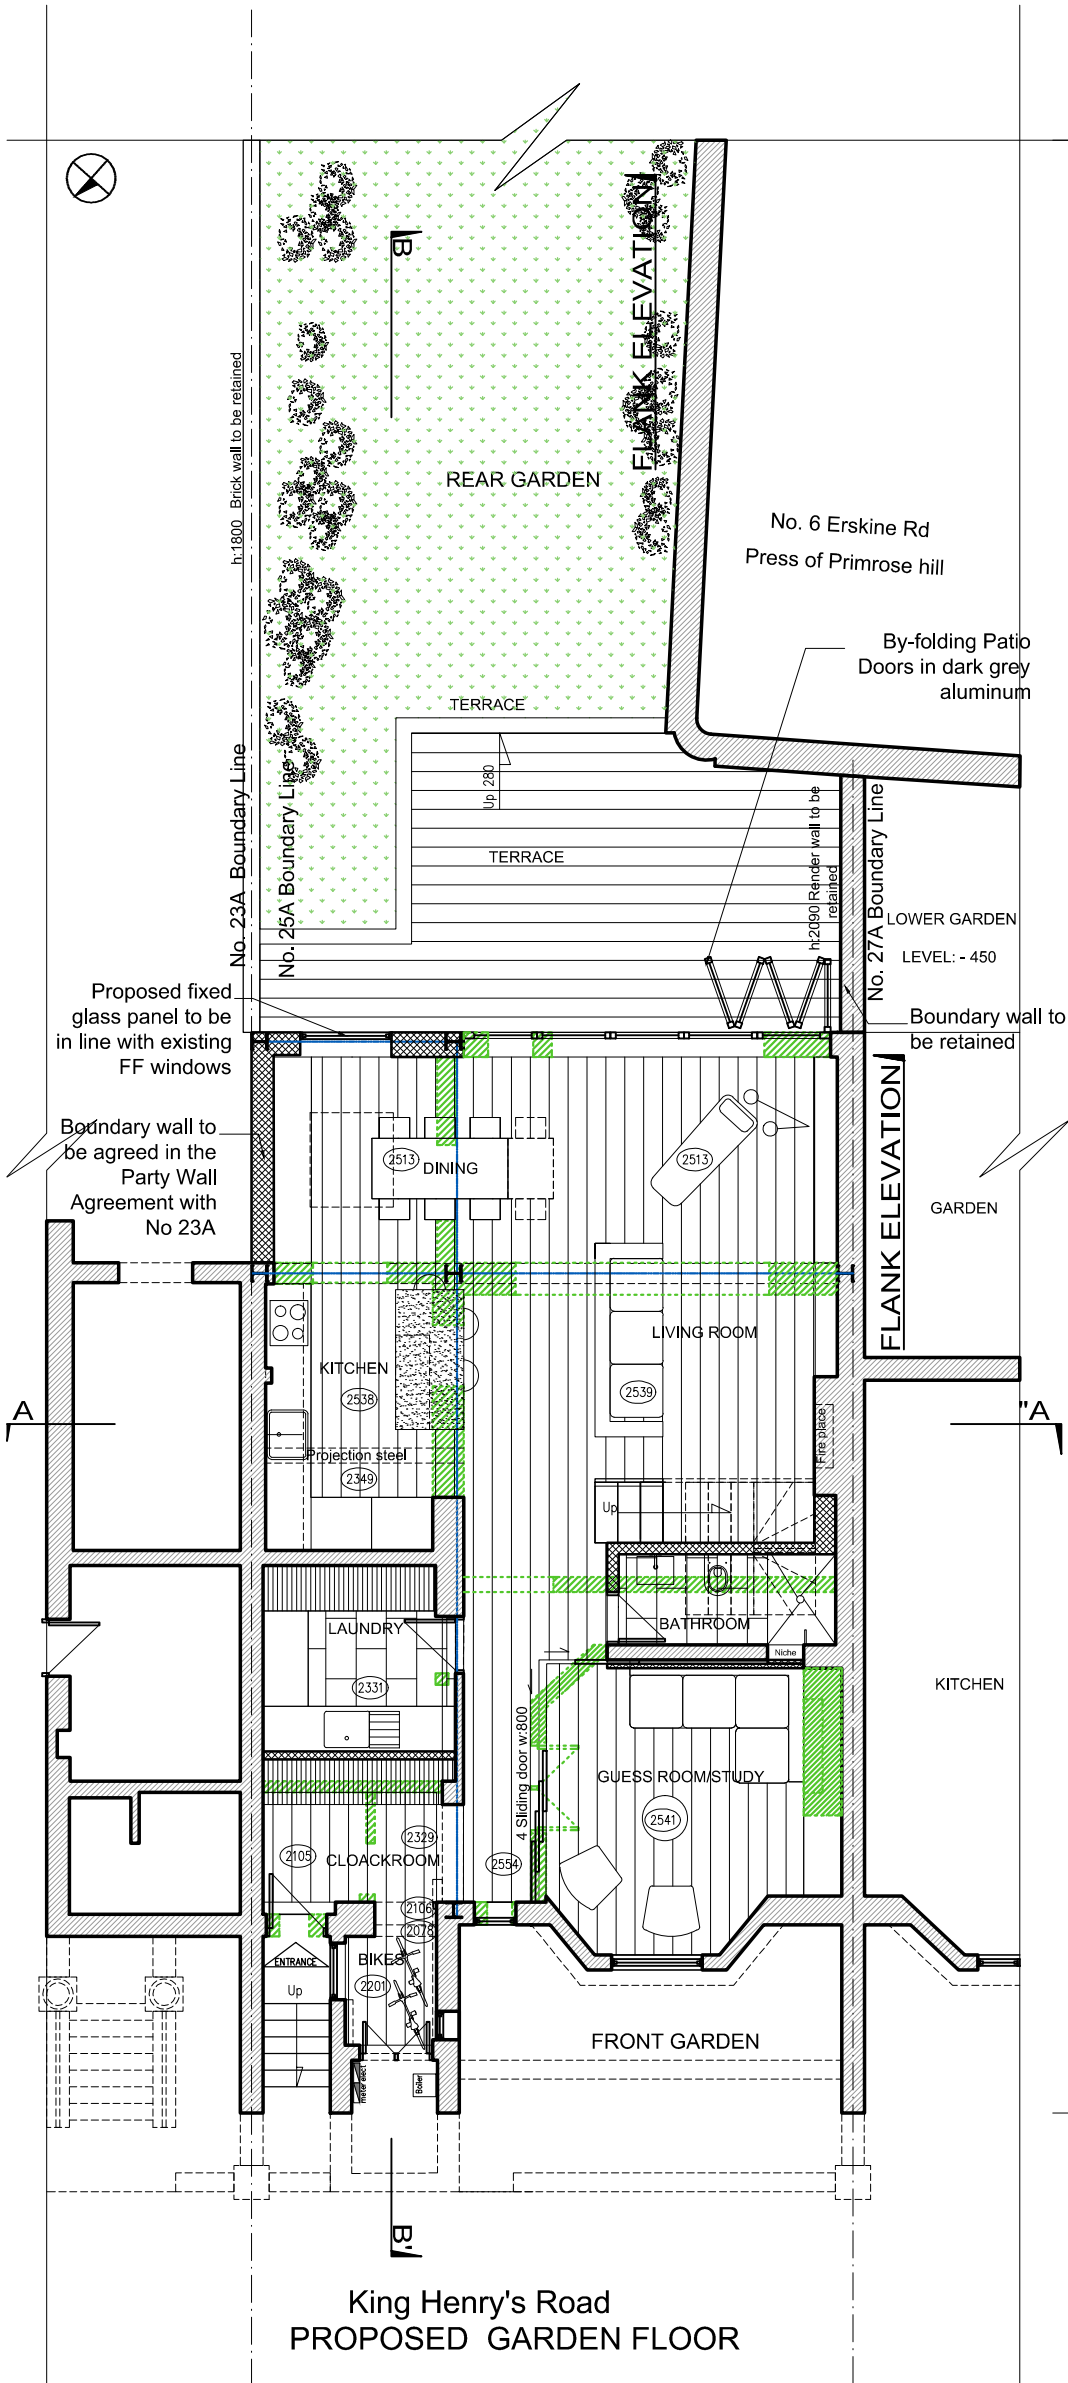 B
FLANK ELEVATION
h:1800 Brick wall to be retained
REAR GARDEN
No. 6 Erskine Rd
Press of Primrose hill
By-folding Patio
Doors in dark grey
aluminum
TERRACE
Up 280
No. 23A Boundary Line
No. 25A Boundary Line
TERRACE
h:2090 Render wall to be
retained
No. 27A Boundary Line
LOWER GARDEN
LEVEL: - 450
Proposed fixed
glass panel to be
in line with existing
FF windows
Boundary wall to
be retained
FLANK ELEVATION
Boundary wall to
be agreed in the
Party Wall
Agreement with
No 23A
2513
DINING
2513
GARDEN
LIVING ROOM
KITCHEN
2538
2539
A
"A
Fire place
Projection steel
2349
Up
LAUNDRY
BATHROOM
Niche
2331
KITCHEN
4 Sliding door w:800
GUESS ROOM/STUDY
2541
2329
2105
CLOACKROOM
2554
2106
2078
BIKES
ENTRANCE
2201
Up
FRONT GARDEN
meter elect
Boiler
B'
King Henry's Road
PROPOSED GARDEN FLOOR